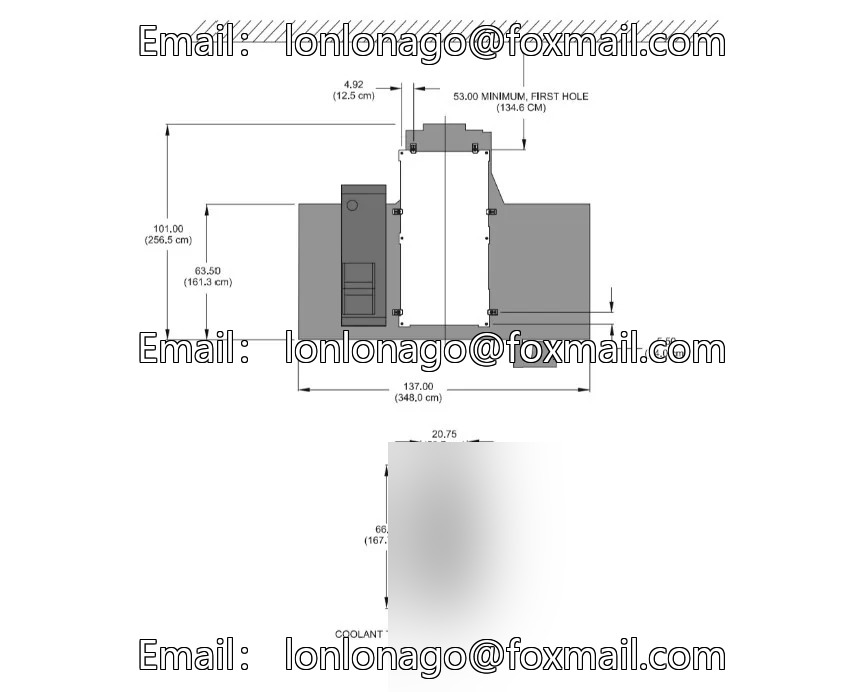 Email： lonlonago@foxmail.com
4.92
(12.5 cm)
53.00 MINIMUM, FIRST HOLE
(134.6 CM)
101.00
(256.5 cm)
63.50
(161.3 cm)
Email： lonlonago@foxmail.com
137.00
(348.0 cm)
20.75
66.
(167.
COOLANT
Email： lonlonago@foxmail.com